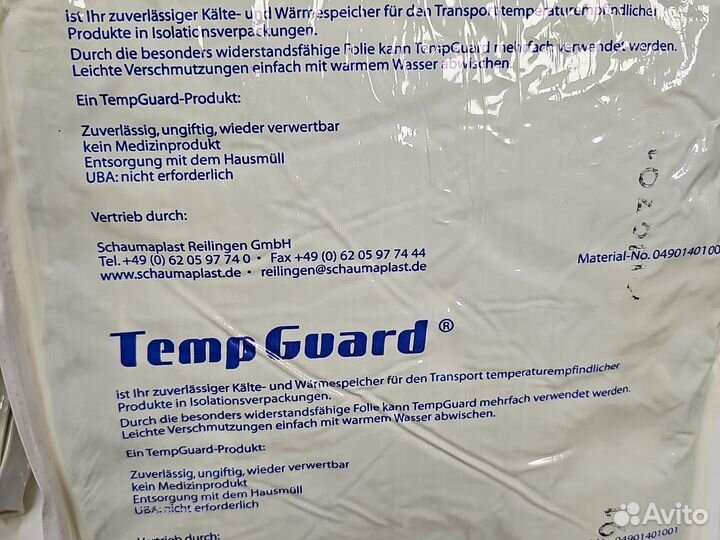 ist Ihr zuverlässiger Kälte- und Wärmespeicher für den Transport temperaturempfindlicher
Produkte in Isolationsverpackungen.
Durch die besonders widerstandsfähige Folie kann TempGuard mehrfach verwendet werden.
Leichte Verschmutzungen einfach mit warmem Wasser abwischen.
Ein TempGuard-Produkt:
Zuverlässig, ungiftig, wieder verwertbar
kein Medizinprodukt
Entsorgung mit dem Hausmüll
UBA: nicht erforderlich
Vertrieb durch:
Schaumaplast Reilingen GmbH
Tel. +49 (0) 62 05 97 74 0 • Fax +49 (0) 62 05 97 74 44
www.schaumaplast.de • reilingen@schaumaplast.de
Material-No. 0490140100
TempGuard ®
ist Ihr zuverlässiger Kälte- und Wärmespeicher für den Transport temperaturempfindlicher
Produkte in Isolationsverpackungen.
Durch die besonders widerstandsfähige Folie kann TempGuard mehrfach verwendet werden.
Leichte Verschmutzungen einfach mit warmem Wasser abwischen.
Ein TempGuard-Produkt:
Zuverlässig, ungiftig, wieder verwertbar
kein Medizinprodukt
Entsorgung mit dem Hausmüll
UBA: nicht erforderlich
Vertrieb durch:
No. 04901401001
Avito